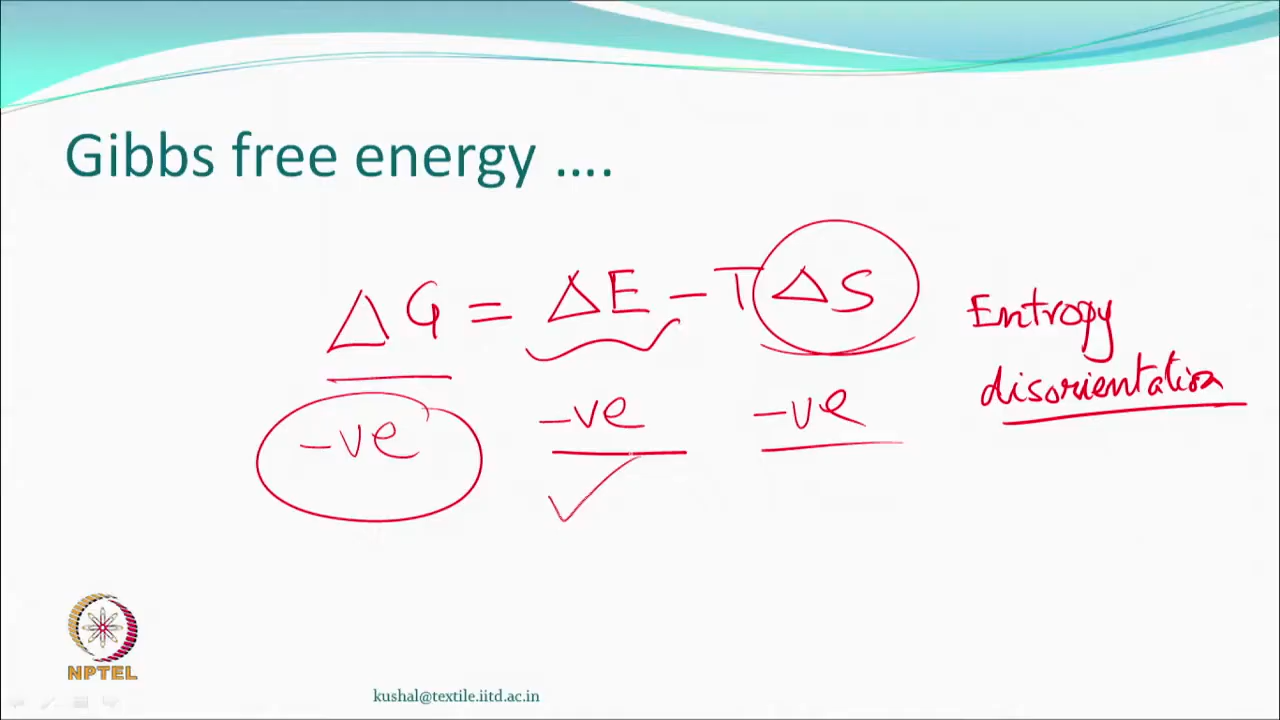 Gibbs free energy ....
ΔG = ΔE - TΔS
Entropy
disorientation
-ve -ve -ve
NPTEL
kushal@textile.iitd.ac.in